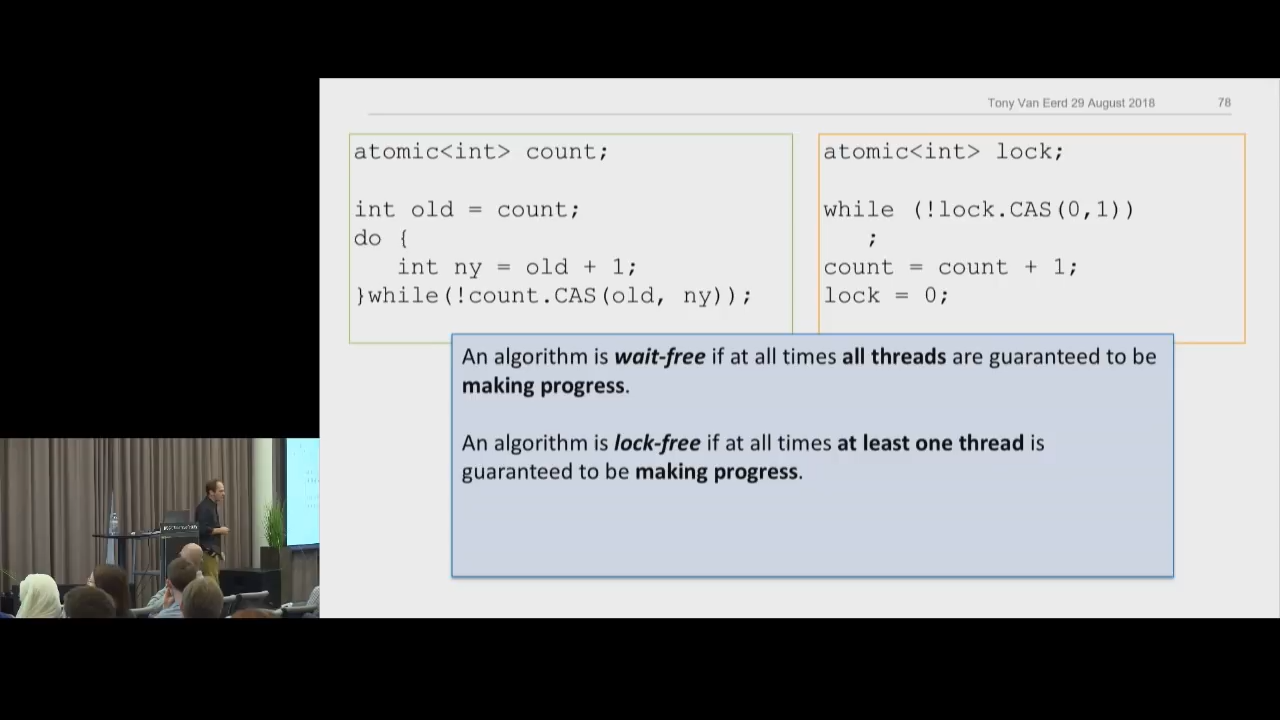 Tony Van Eerd 29 August 2018 78
atomic<int> count;
int old = count;
do {
int ny = old + 1;
}while(!count.CAS(old, ny));
atomic<int> lock;
while (!lock.CAS(0,1))
;
count = count + 1;
lock = 0;
An algorithm is wait-free if at all times all threads are guaranteed to be
making progress.
An algorithm is lock-free if at all times at least one thread is
guaranteed to be making progress.